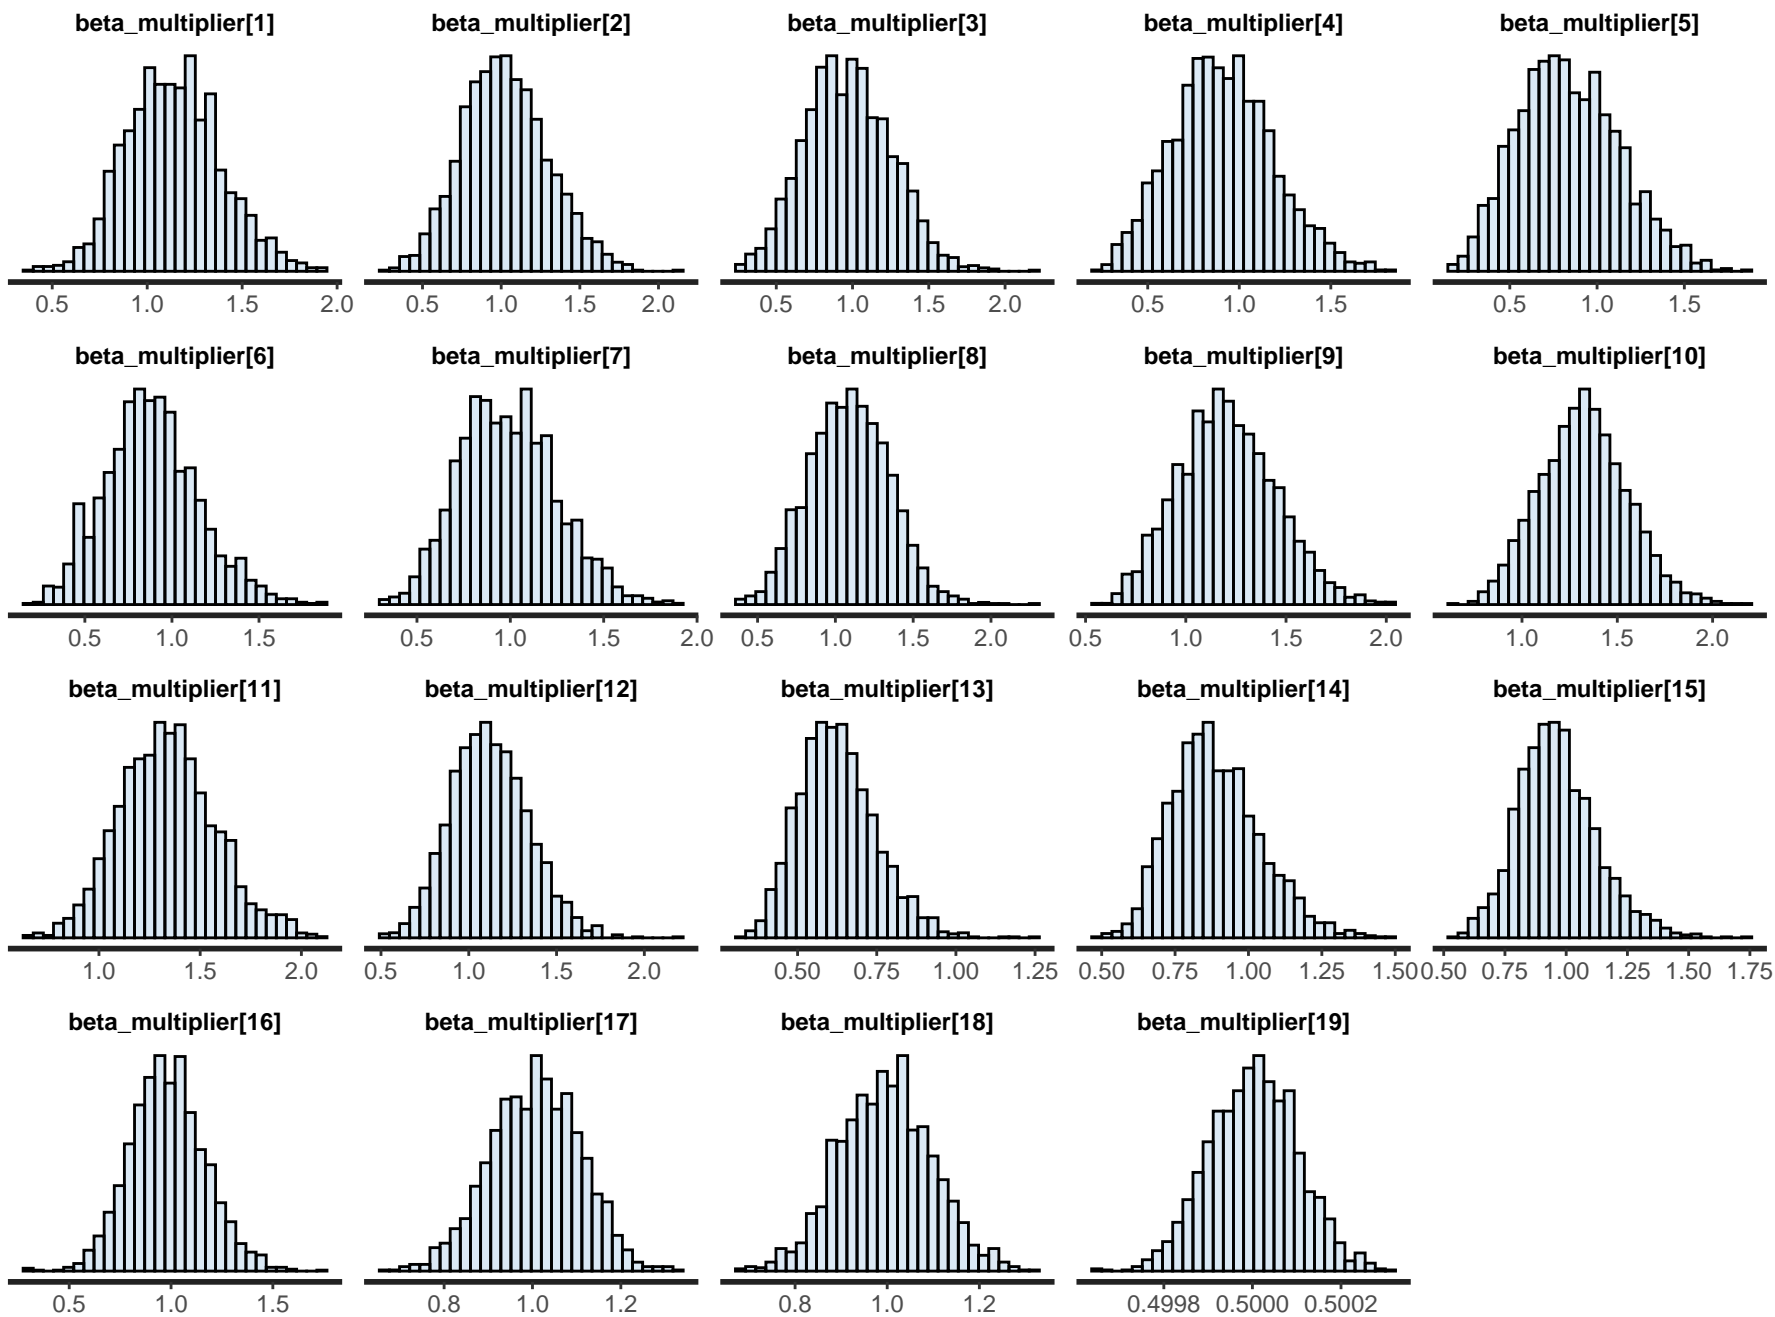 beta_multiplier[1] beta_multiplier[2] beta_multiplier[3] beta_multiplier[4] beta_multiplier[5]
0.5 1.0 1.5 2.0 0.5 1.0 1.5 2.0 0.5 1.0 1.5 2.0 0.5 1.0 1.5 0.5 1.0 1.5
beta_multiplier[6] beta_multiplier[7] beta_multiplier[8] beta_multiplier[9] beta_multiplier[10]
0.5 1.0 1.5 0.5 1.0 1.5 2.0 0.5 1.0 1.5 2.0 0.5 1.0 1.5 2.0 1.0 1.5 2.0
beta_multiplier[11] beta_multiplier[12] beta_multiplier[13] beta_multiplier[14] beta_multiplier[15]
1.0 1.5 2.0 0.5 1.0 1.5 2.0 0.50 0.75 1.00 1.25 0.50 0.75 1.00 1.25 1.50 0.50 0.75 1.00 1.25 1.50 1.75
beta_multiplier[16] beta_multiplier[17] beta_multiplier[18] beta_multiplier[19]
0.5 1.0 1.5 0.8 1.0 1.2 0.8 1.0 1.2 0.4998 0.5000 0.5002